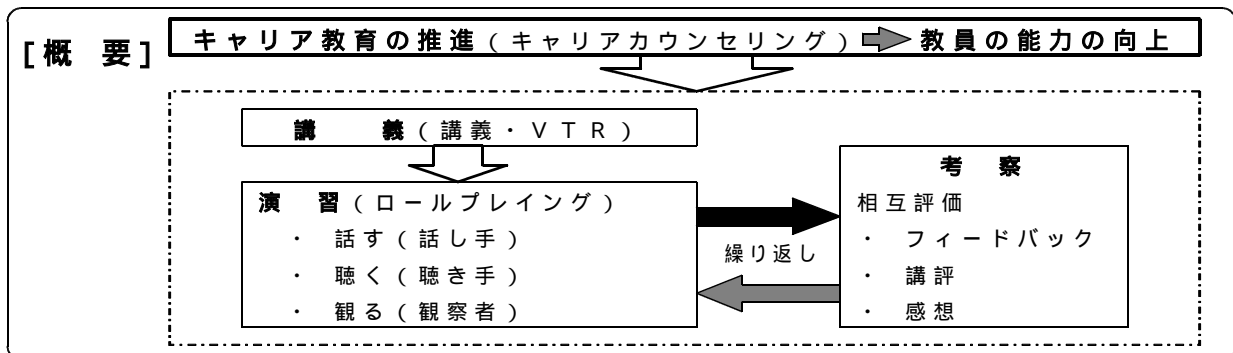 [概 要]
キャリア教育の推進(キャリアカウンセリング) 教員の能力の向上
講 義(講義・VTR)
演 習(ロールプレイング)
・ 話す(話し手)
・ 聴く(聴き手)
・ 観る(観察者)
繰り返し
考 察
相互評価
・ フィードバック
・ 講評
・ 感想